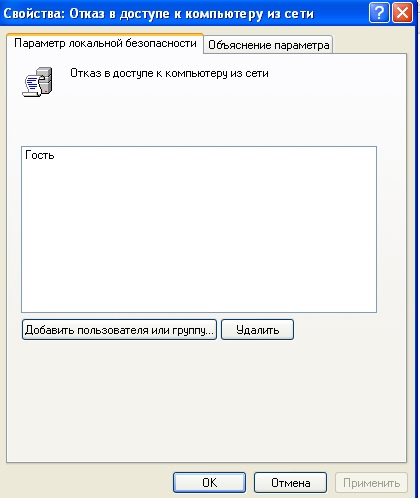 Свойства: Отказ в доступе к компьютеру из сети
Параметр локальной безопасности
Объяснение параметра
Отказ в доступе к компьютеру из сети
Гость
Добавить пользователя или группу...
Удалить
OK
Отмена
Применить